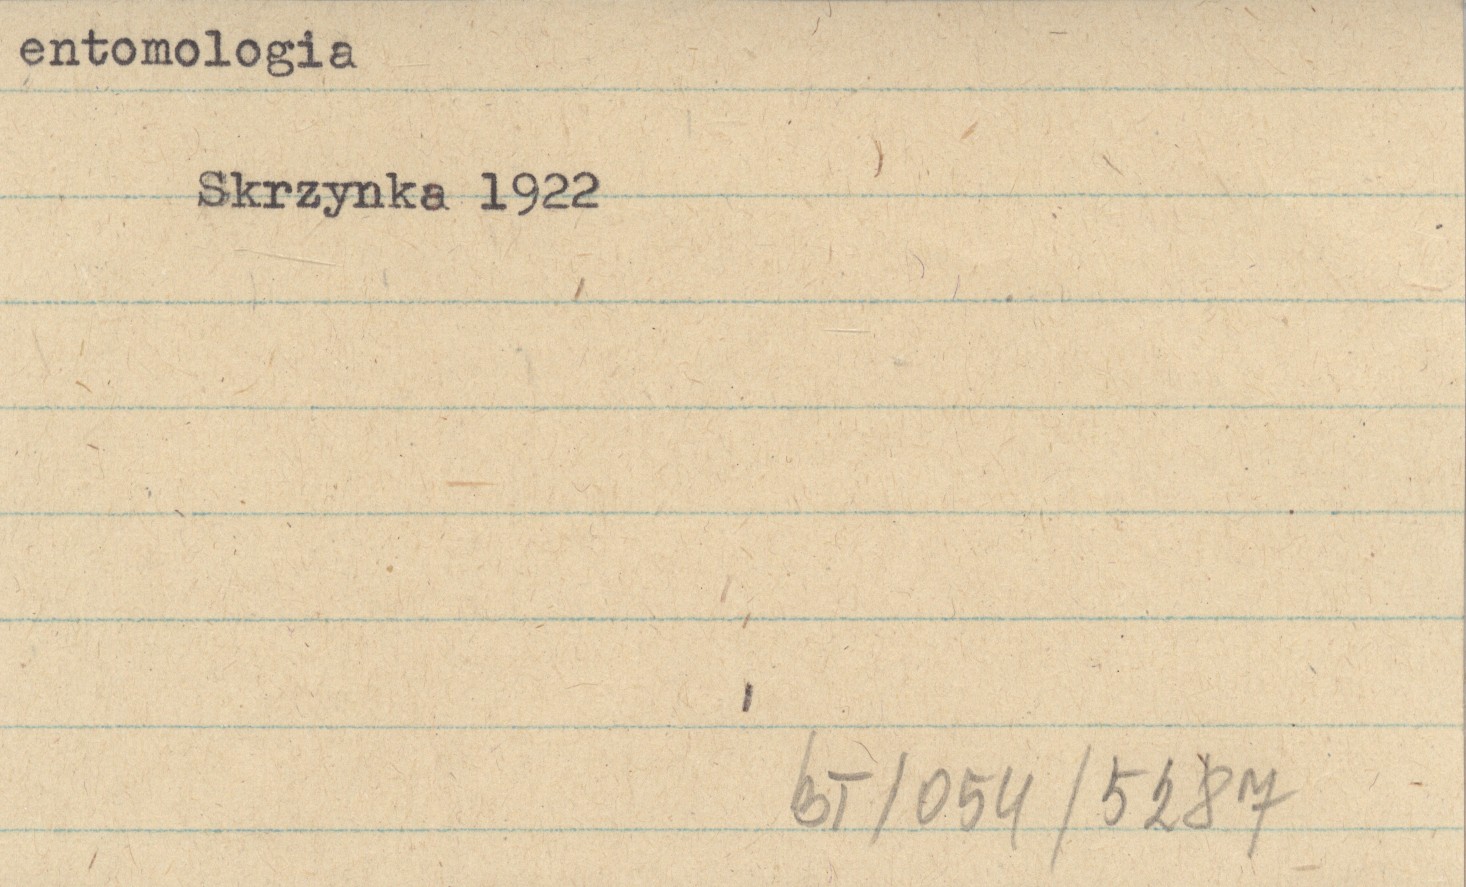 entomologia
Skrzynka 1922
BT/054/5287